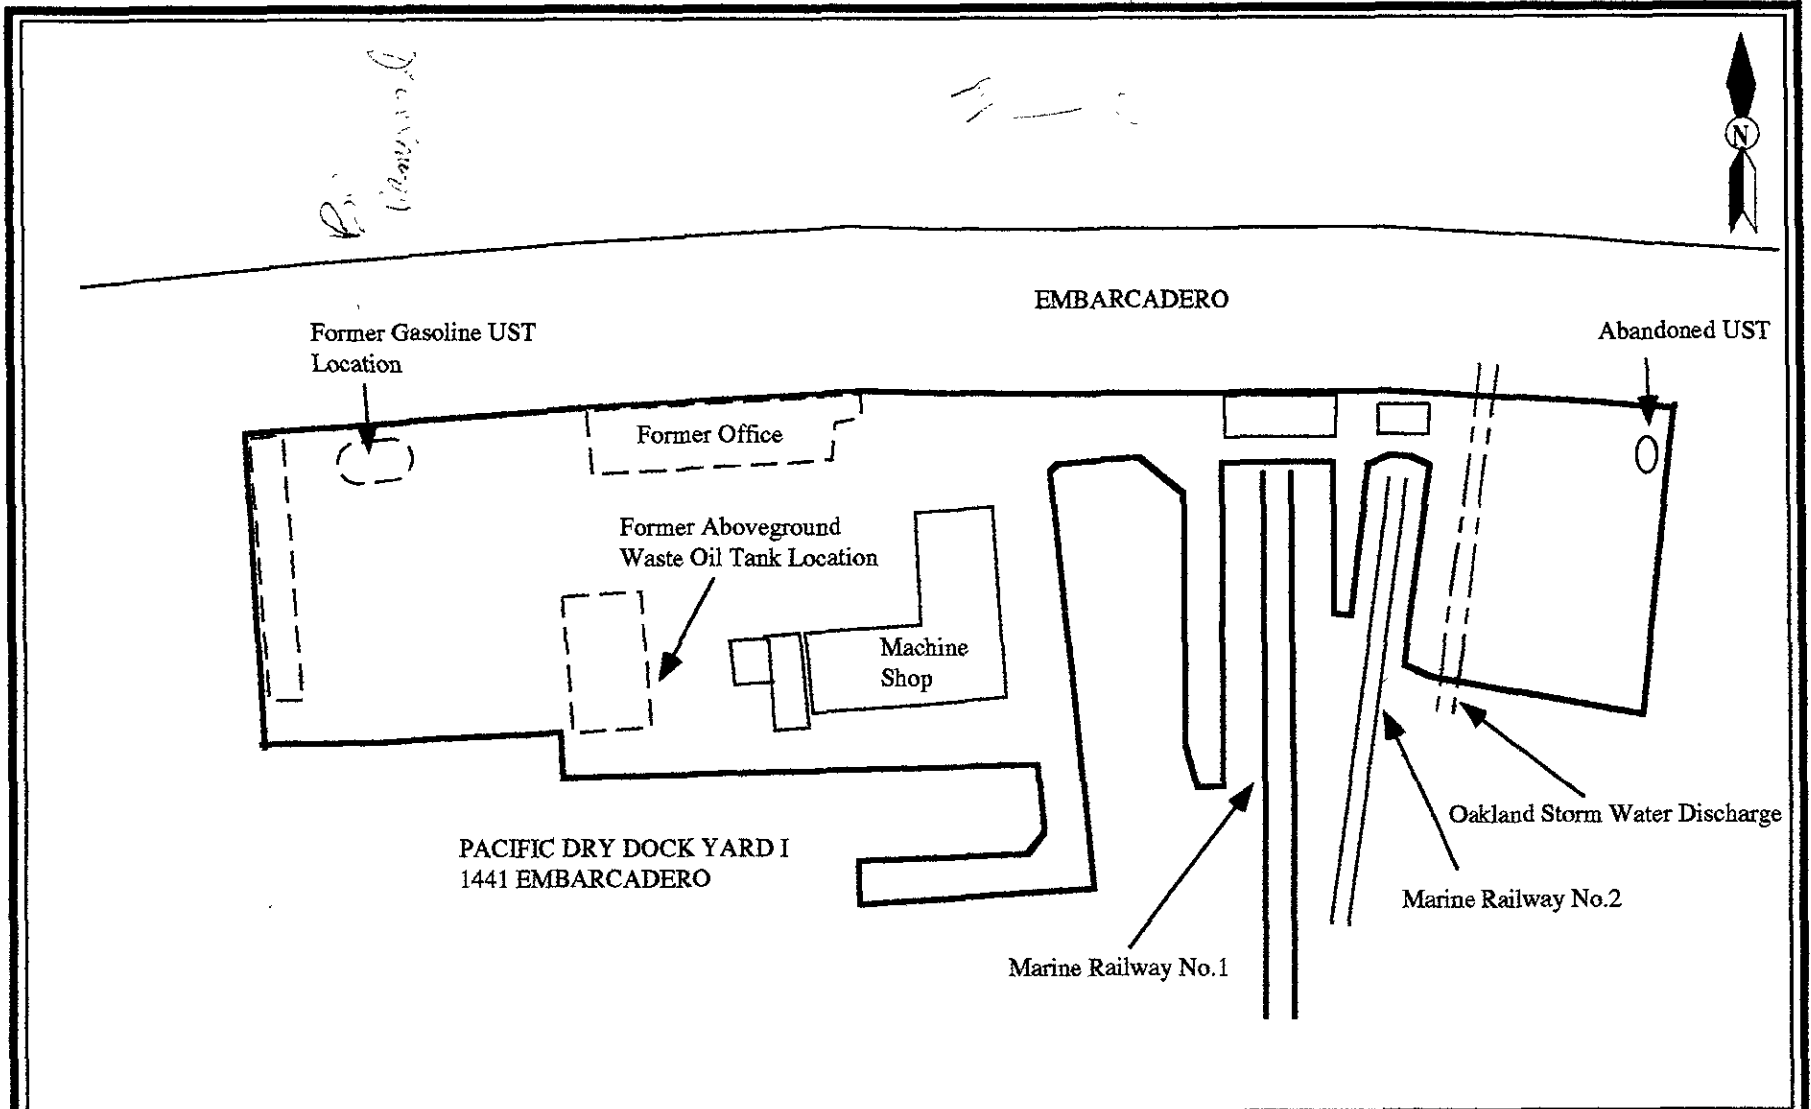 N
EMBARCADERO
Former Gasoline UST
Location
Abandoned UST
Former Office
Former Aboveground
Waste Oil Tank Location
Machine
Shop
Oakland Storm Water Discharge
PACIFIC DRY DOCK YARD I
1441 EMBARCADERO
Marine Railway No.2
Marine Railway No.1